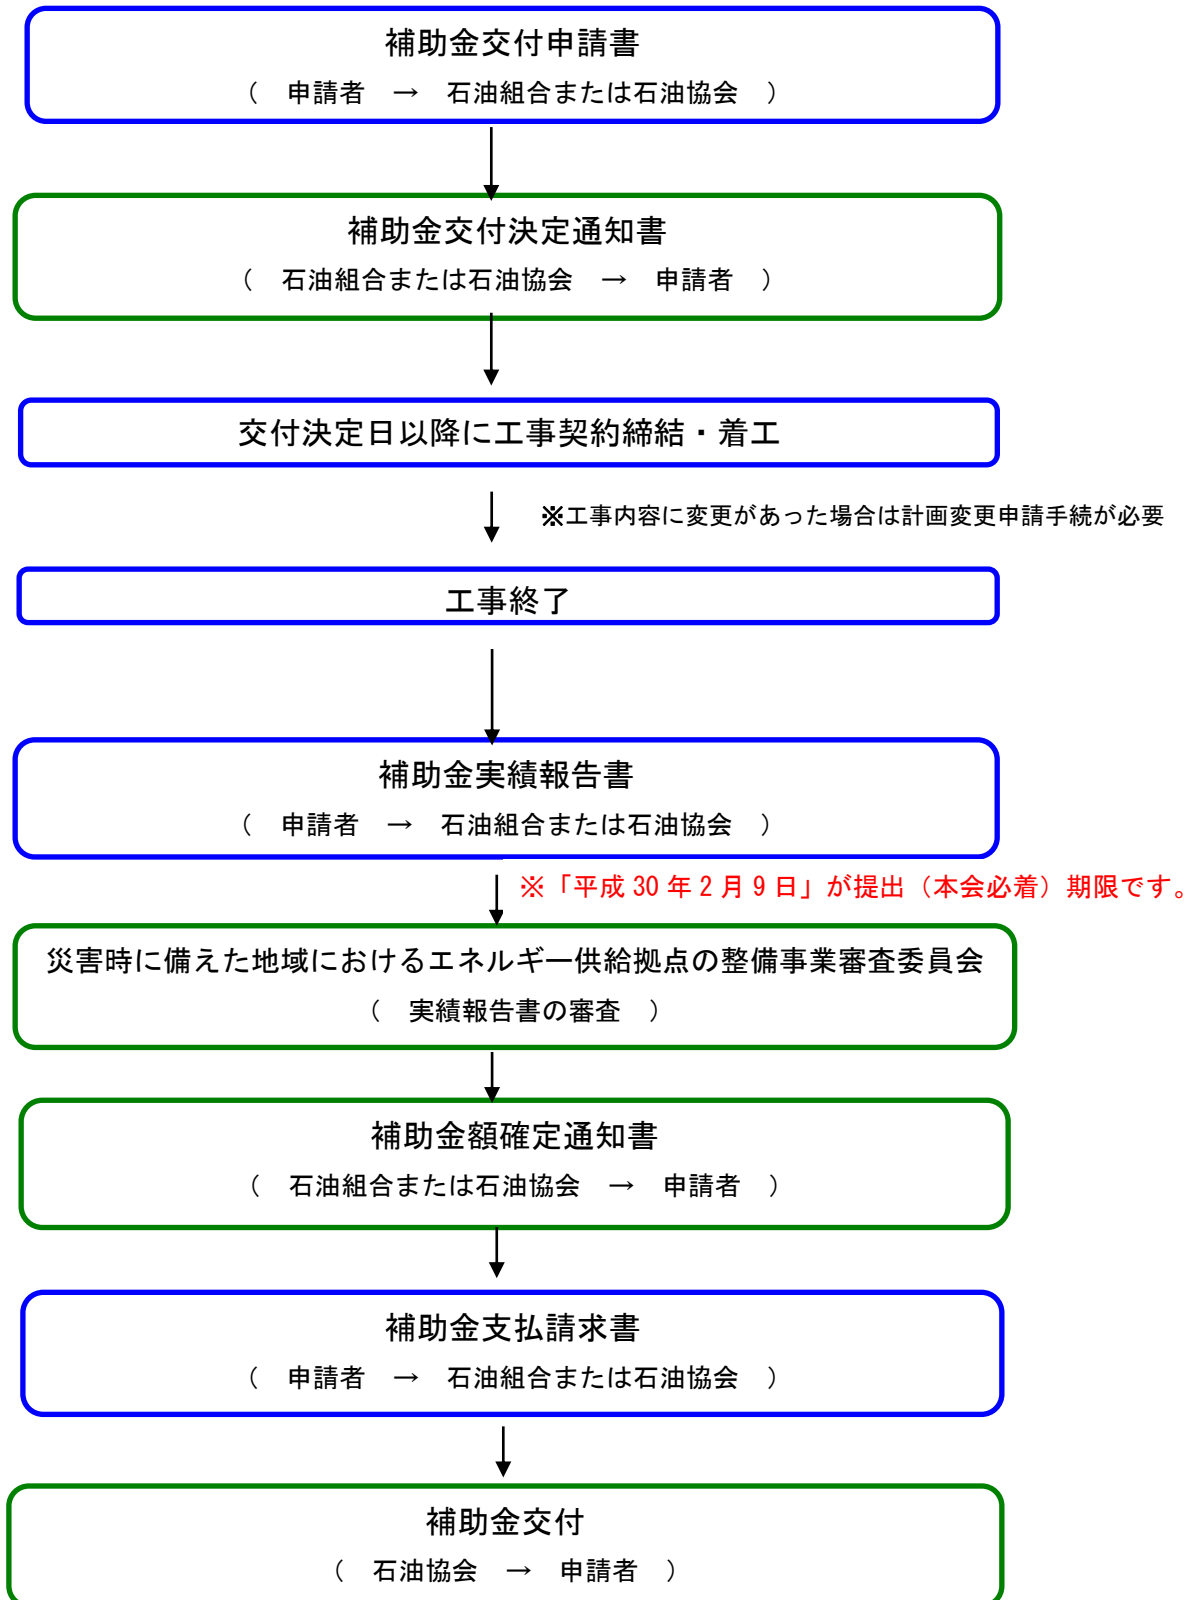 補助金交付申請書
（　申請者　→　石油組合または石油協会　）
補助金交付決定通知書
（　石油組合または石油協会　→　申請者　）
交付決定日以降に工事契約締結・着工
※工事内容に変更があった場合は計画変更申請手続が必要
工事終了
補助金実績報告書
（　申請者　→　石油組合または石油協会　）
※「平成 30 年 2 月 9 日」が提出（本会必着）期限です。
災害時に備えた地域におけるエネルギー供給拠点の整備事業審査委員会
（　実績報告書の審査　）
補助金額確定通知書
（　石油組合または石油協会　→　申請者　）
補助金支払請求書
（　申請者　→　石油組合または石油協会　）
補助金交付
（　石油協会　→　申請者　）